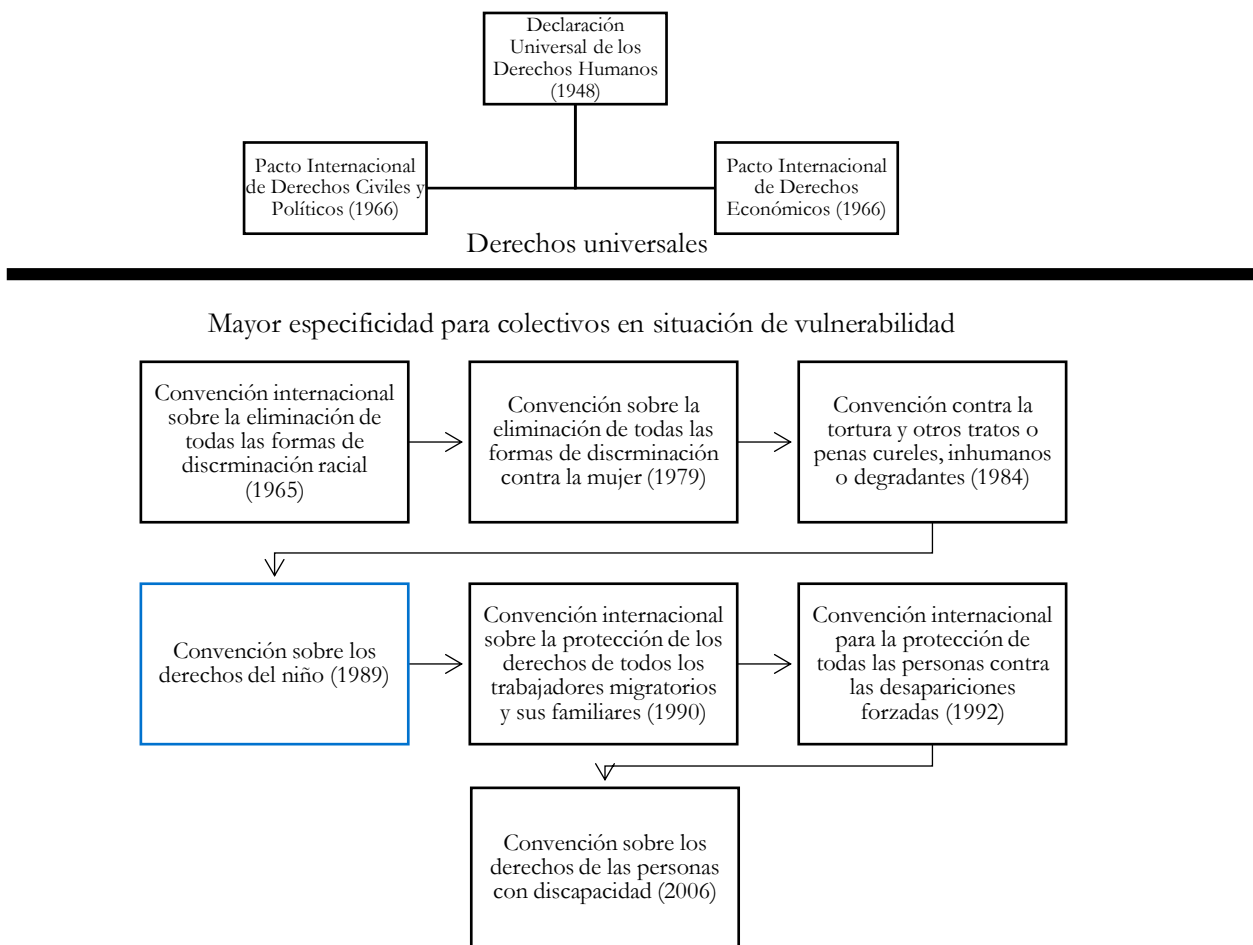 Declaración
Universal de los
Derechos Humanos
(1948)
Pacto Internacional
de Derechos Civiles y
Políticos (1966)
Pacto Internacional
de Derechos
Económicos (1966)
Derechos universales
Mayor especificidad para colectivos en situación de vulnerabilidad
Convención internacional
sobre la eliminación de
todas las formas de
discrminación racial
(1965)
Convención sobre la
eliminación de todas las
formas de discrminación
contra la mujer (1979)
Convención contra la
tortura y otros tratos o
penas cureles, inhumanos
o degradantes (1984)
Convención sobre los
derechos del niño (1989)
Convención internacional
sobre la protección de los
derechos de todos los
trabajadores migratorios
y sus familiares (1990)
Convención internacional
para la protección de
todas las personas contra
las desapariciones
forzadas (1992)
Convención sobre los
derechos de las personas
con discapacidad (2006)